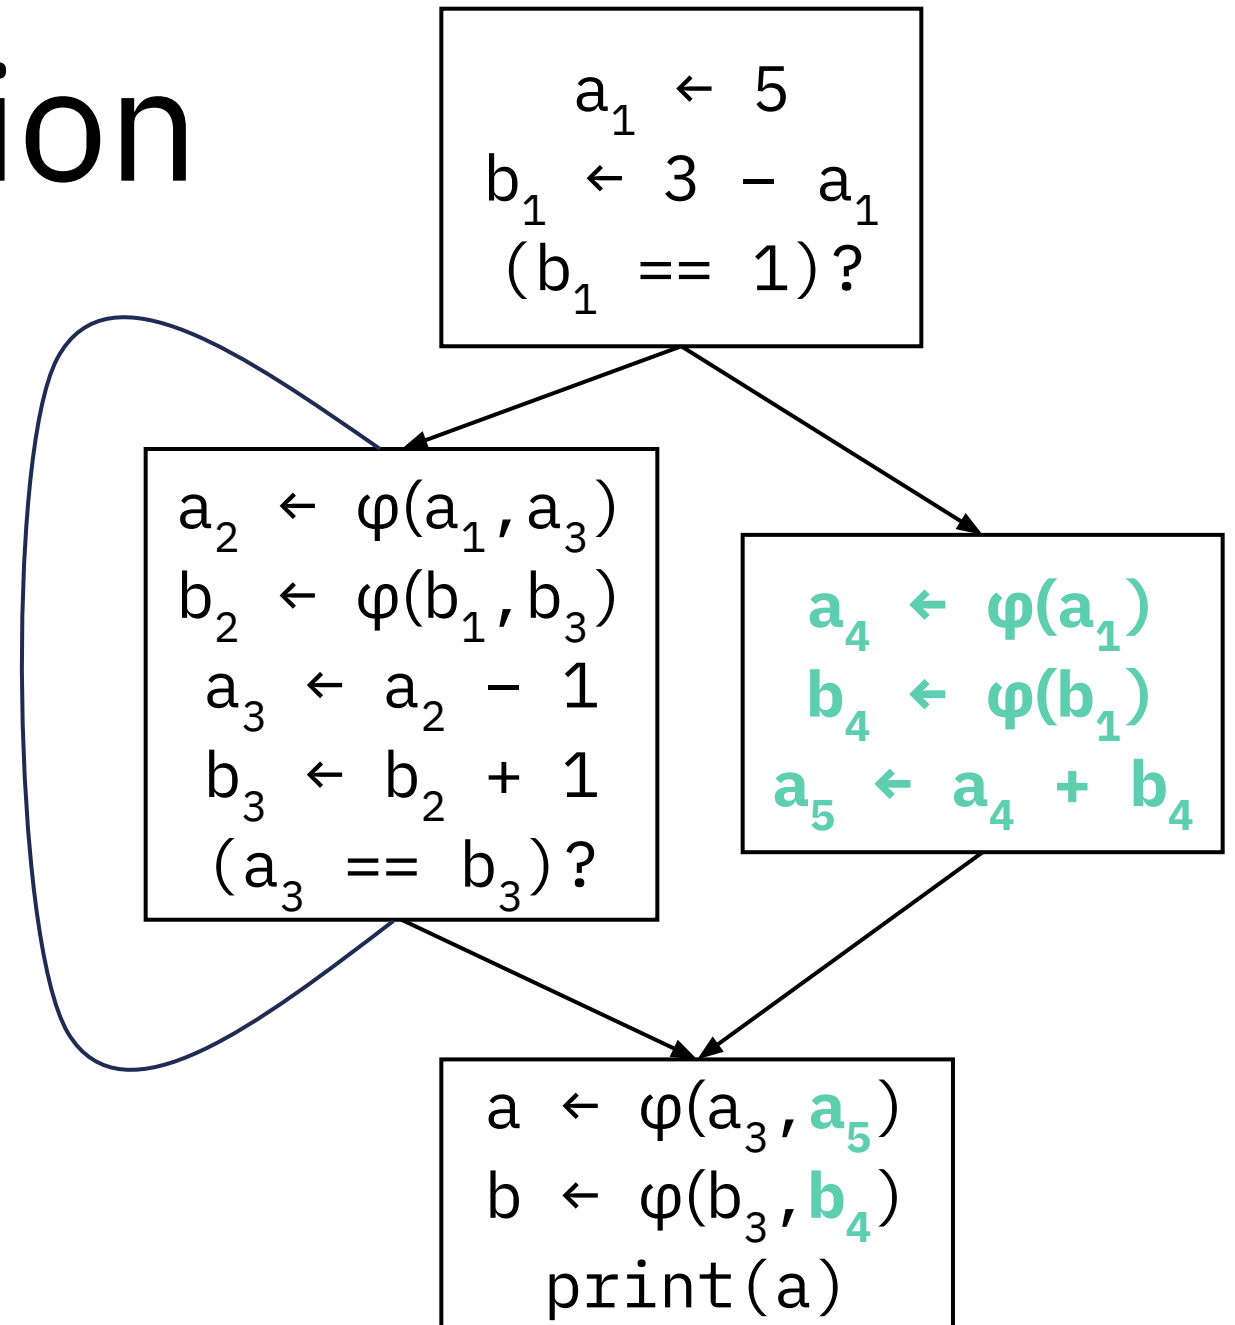 ion
a₁ ← 5
b₁ ← 3 - a₁
(b₁ == 1)?
a₂ ← φ(a₁,a₃)
b₂ ← φ(b₁,b₃)
a₃ ← a₂ - 1
b₃ ← b₂ + 1
(a₃ == b₃)?
a₄ ← φ(a₁)
b₄ ← φ(b₁)
a₅ ← a₄ + b₄
a ← φ(a₃,a₅)
b ← φ(b₃,b₄)
print(a)